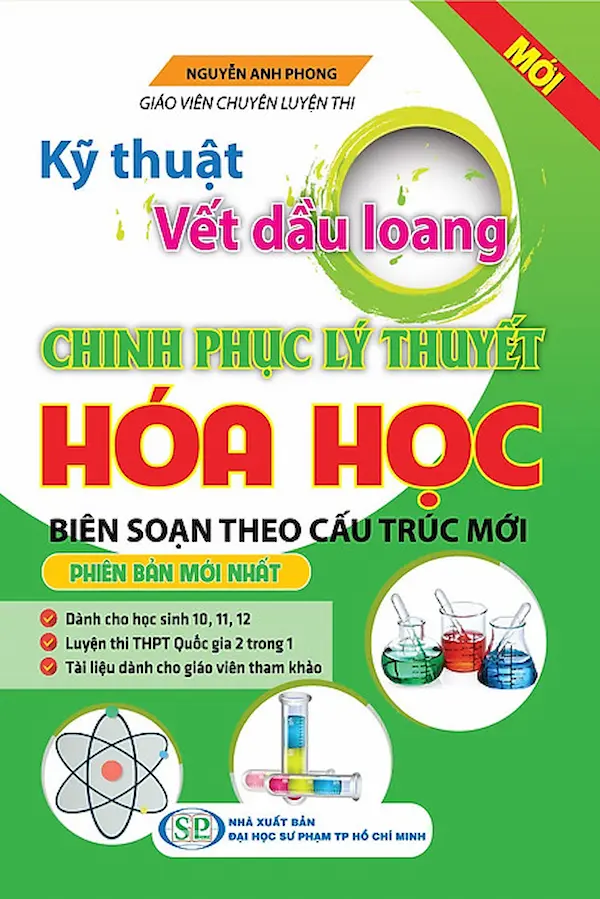 MỚI
NGUYỄN ANH PHONG
GIÁO VIÊN CHUYÊN LUYỆN THI
Kỹ thuật
Vết dầu loang
CHINH PHỤC LÝ THUYẾT
HÓA HỌC
BIÊN SOẠN THEO CẤU TRÚC MỚI
PHIÊN BẢN MỚI NHẤT
Dành cho học sinh 10, 11, 12
Luyện thi THPT Quốc gia 2 trong 1
Tài liệu dành cho giáo viên tham khảo
SP
NHÀ XUẤT BẢN
ĐẠI HỌC SƯ PHẠM TP HỒ CHÍ MINH